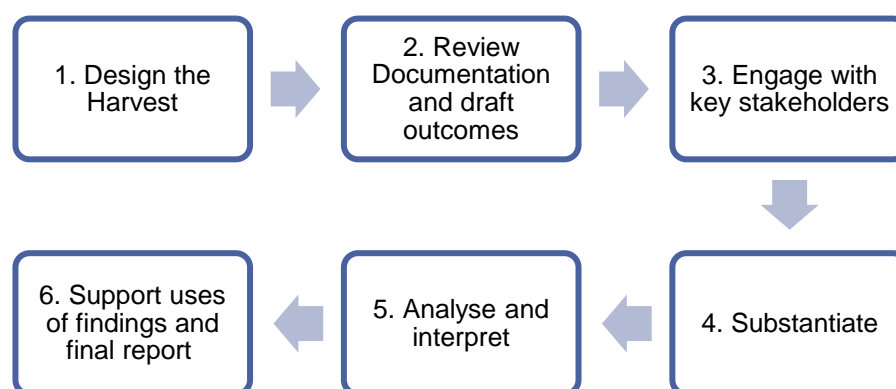 1. Design the
Harvest
2. Review
Documentation
and draft
outcomes
3. Engage with
key stakeholders
4. Substantiate
5. Analyse and
interpret
6. Support uses
of findings and
final report